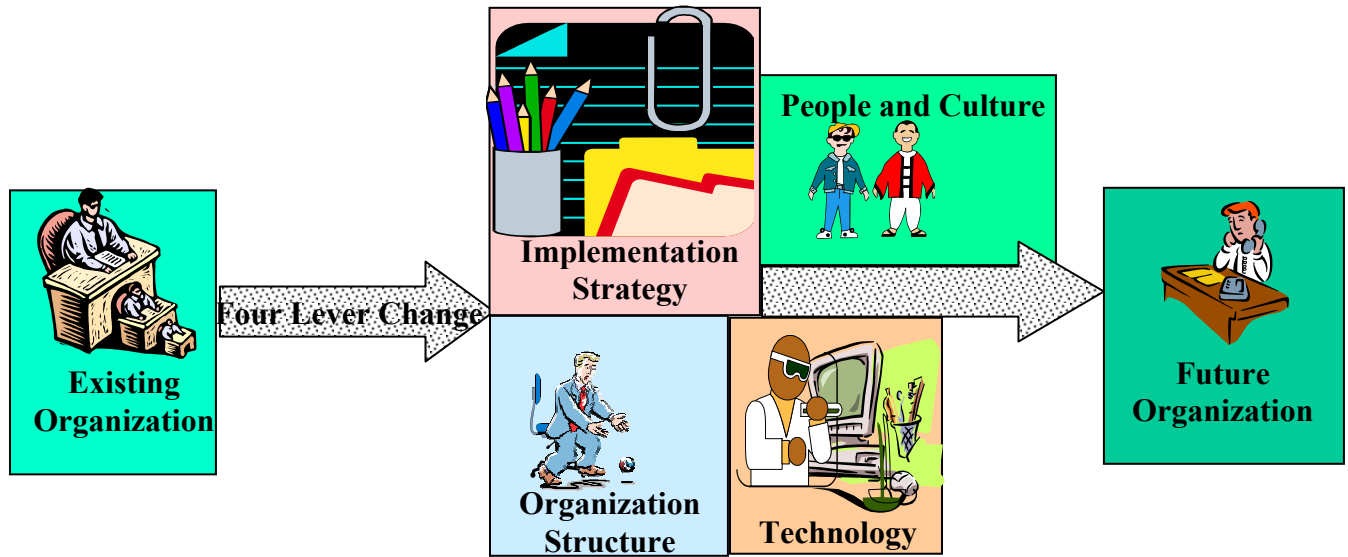 Existing
Organization
Four Lever Change
Implementation
Strategy
People and Culture
Organization
Structure
Technology
Future
Organization